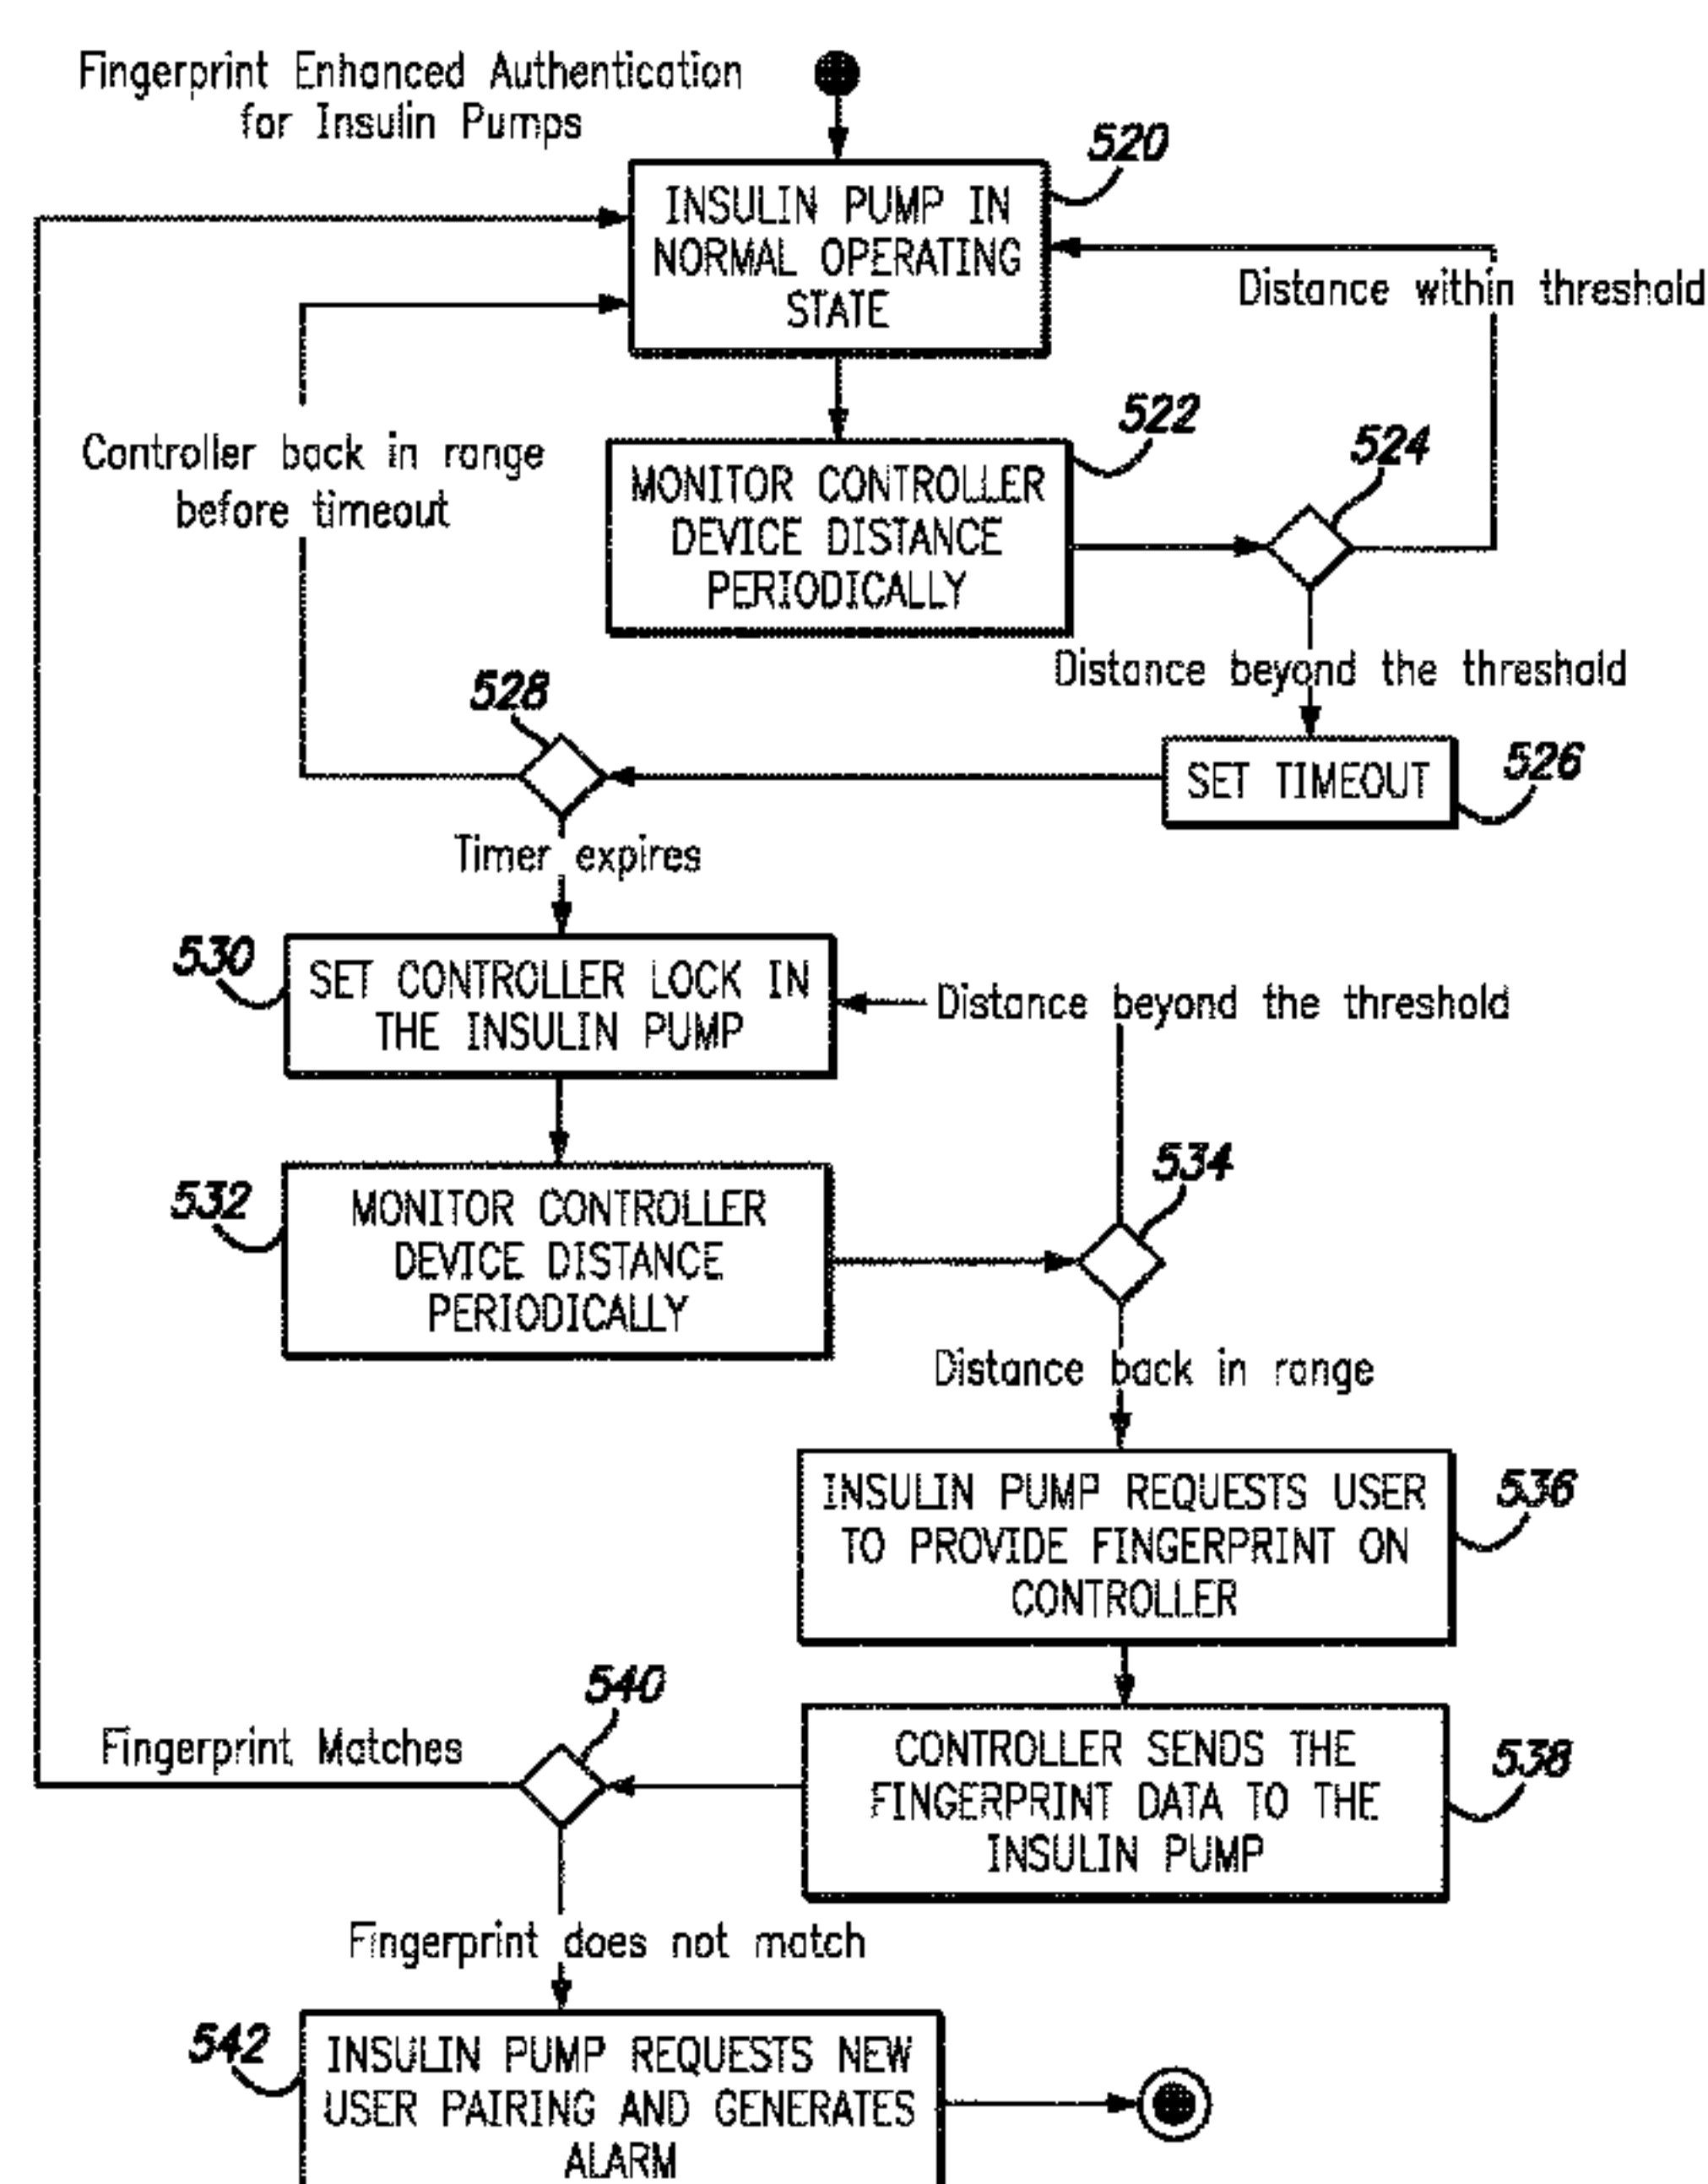 Fingerprint Enhanced Authentication
for Insulin Pumps
520
INSULIN PUMP IN
NORMAL OPERATING
STATE
Distance within threshold
522
524
Controller back in range
before timeout
MONITOR CONTROLLER
DEVICE DISTANCE
PERIODICALLY
Distance beyond the threshold
528
526
SET TIMEOUT
Timer expires
530
SET CONTROLLER LOCK IN
THE INSULIN PUMP
Distance beyond the threshold
534
532
MONITOR CONTROLLER
DEVICE DISTANCE
PERIODICALLY
Distance back in range
536
INSULIN PUMP REQUESTS USER
TO PROVIDE FINGERPRINT ON
CONTROLLER
540
Fingerprint Matches
538
CONTROLLER SENDS THE
FINGERPRINT DATA TO THE
INSULIN PUMP
Fingerprint does not match
542
INSULIN PUMP REQUESTS NEW
USER PAIRING AND GENERATES
ALARM